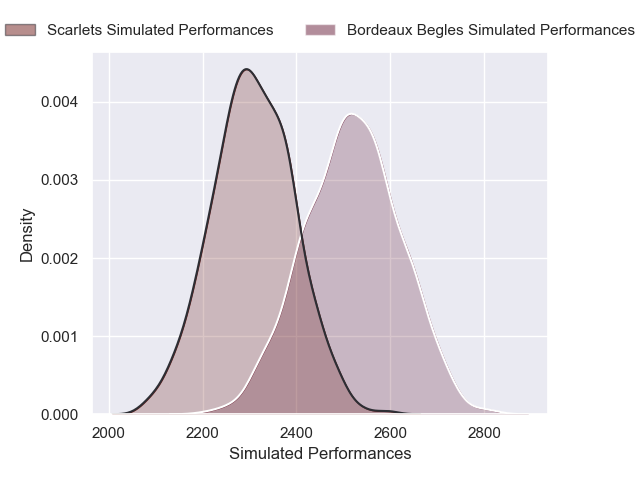 Scarlets Simulated Performances
Bordeaux Begles Simulated Performances
Density
0.004
0.003
0.002
0.001
0.000
2000 2200 2400 2600 2800
Simulated Performances